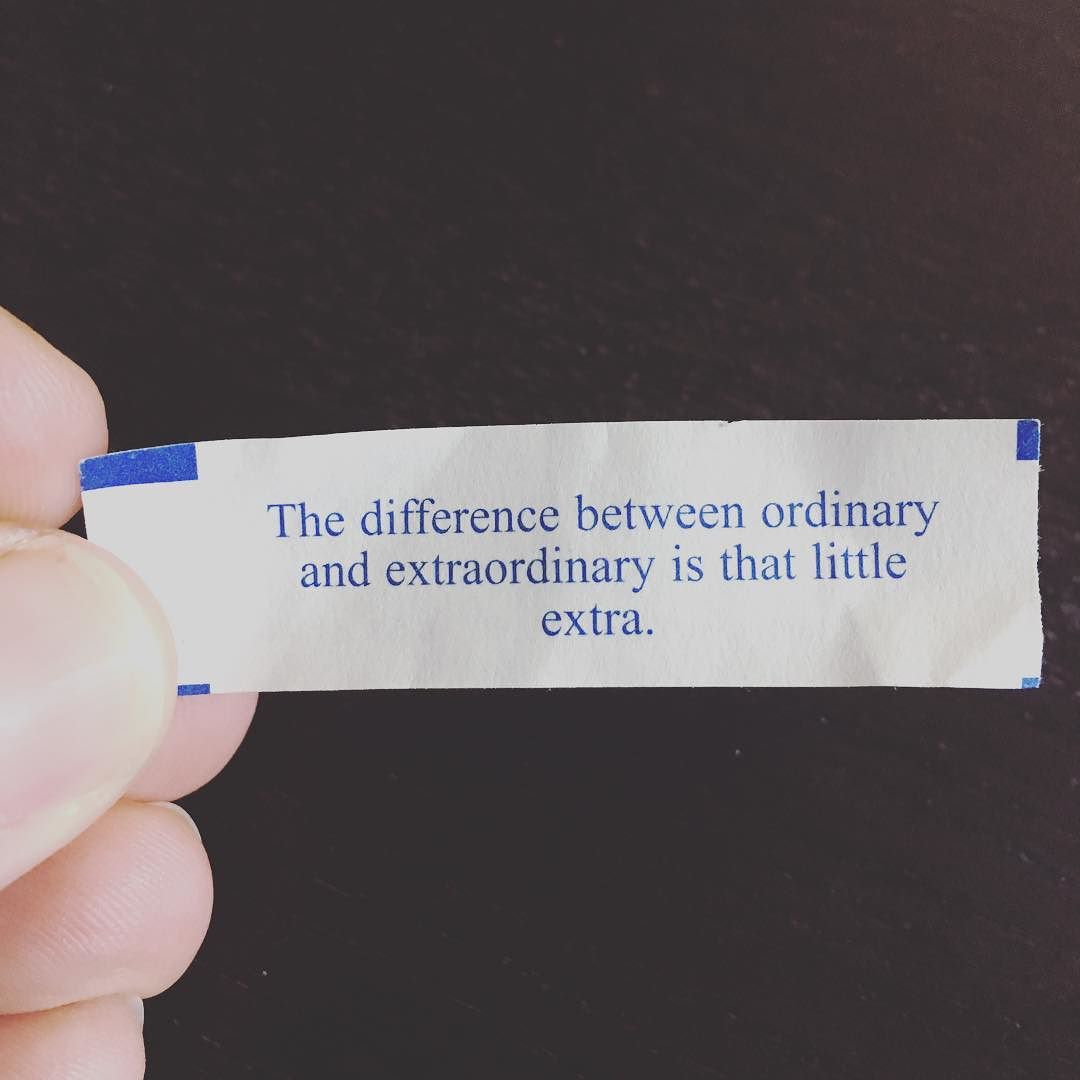 The difference between ordinary
and extraordinary is that little
extra.